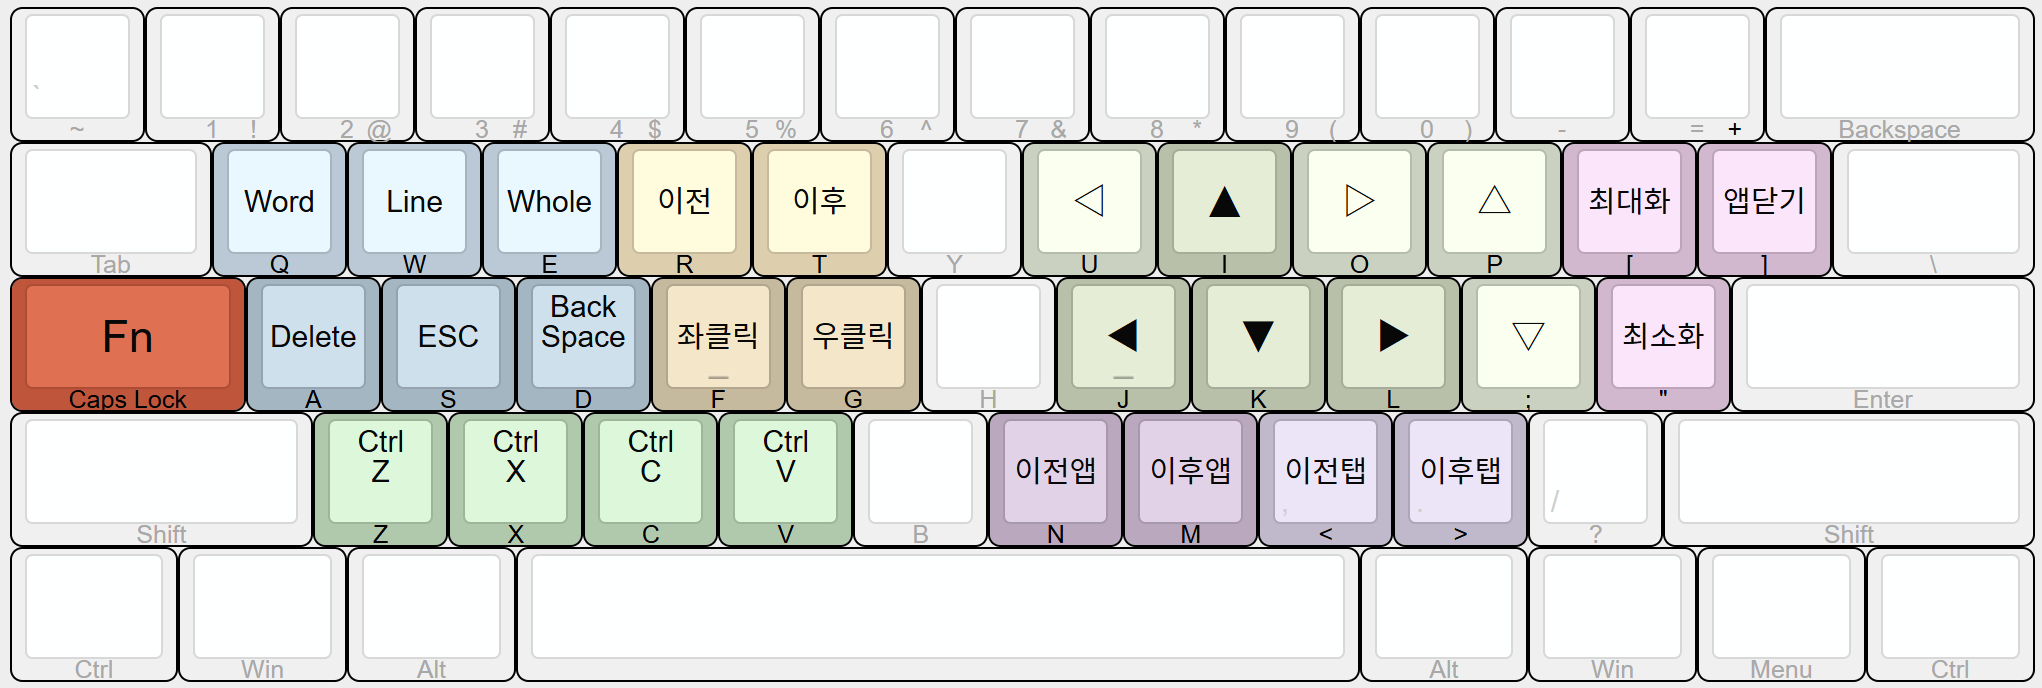 `
~ 1 ! 2 @ 3 # 4 $ 5 % 6 ^ 7 & 8 * 9 ( 0 ) - = + Backspace
Word Line Whole 이전 이후 ◁ ▲ ▷ △ 최대화 앱닫기
Tab Q W E R T Y U I O P [ ] \
Back
Fn Delete ESC Space 좌클릭 우클릭 ◀ ▼ ▶ ▽ 최소화
_ _
Caps Lock A S D F G H J K L ; " Enter
Ctrl Ctrl Ctrl Ctrl
Z X C V 이전앱 이후앱 이전탭 이후탭
, . /
Shift Z X C V B N M < > ? Shift
Ctrl Win Alt Alt Win Menu Ctrl